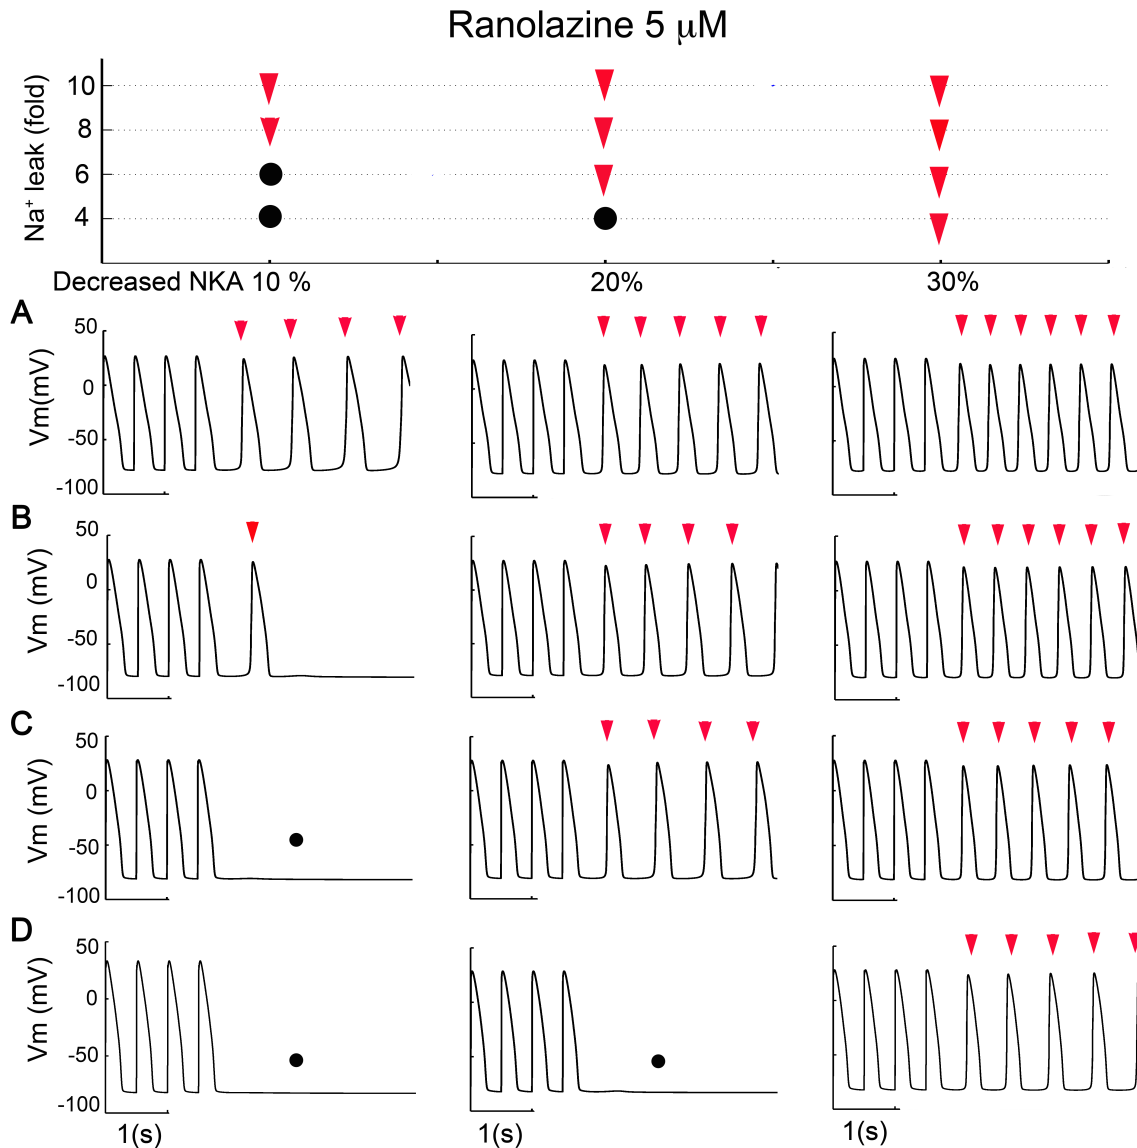 Ranolazine 5 μM
Na⁺ leak (fold)
10
8
6
4
Decreased NKA 10 % 20% 30%
A
Vm(mV)
50
0
-50
-100
B
Vm (mV)
50
0
-50
-100
C
Vm (mV)
50
0
-50
-100
D
Vm (mV)
50
0
-50
-100
1(s) 1(s) 1(s)